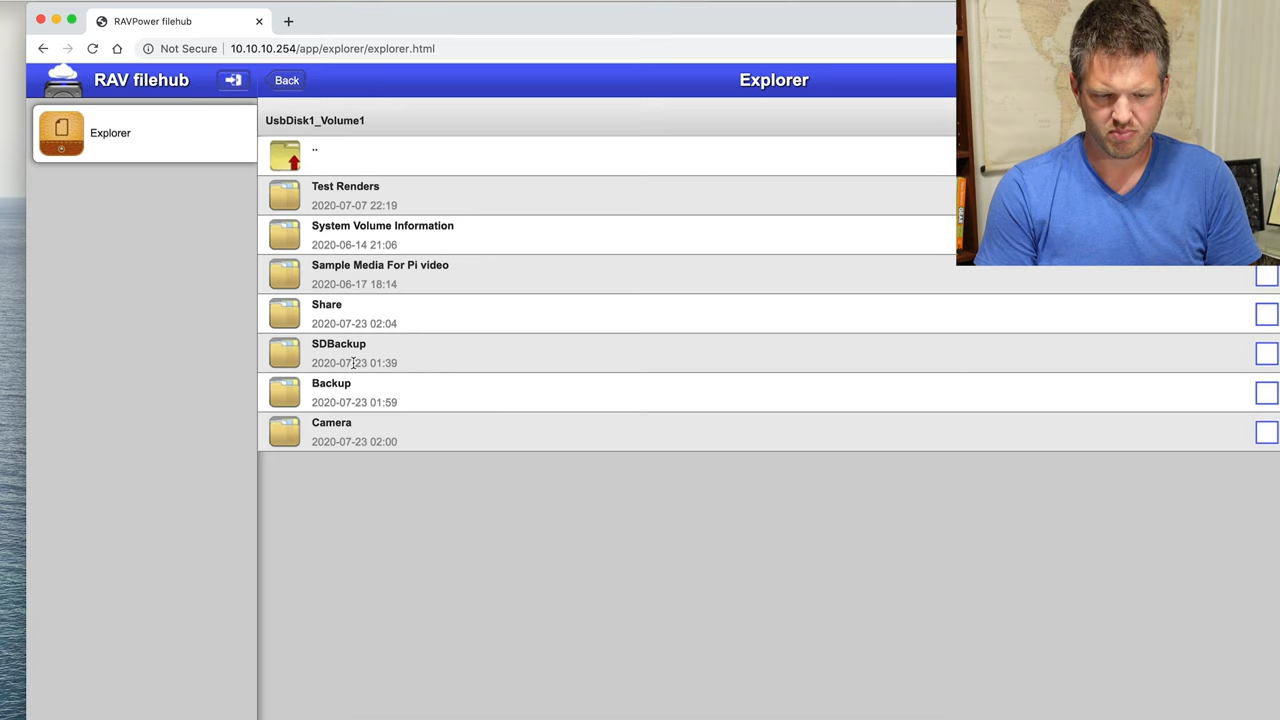 RAVPower filehub
Not Secure
10.10.10.254/app/explorer/explorer.html
RAV filehub
Back
Explorer
Explorer
UsbDisk1_Volume1
..
Test Renders
2020-07-07 22:19
System Volume Information
2020-06-14 21:06
Sample Media For Pi video
2020-06-17 18:14
Share
2020-07-23 02:04
SDBackup
2020-07-23 01:39
Backup
2020-07-23 01:59
Camera
2020-07-23 02:00